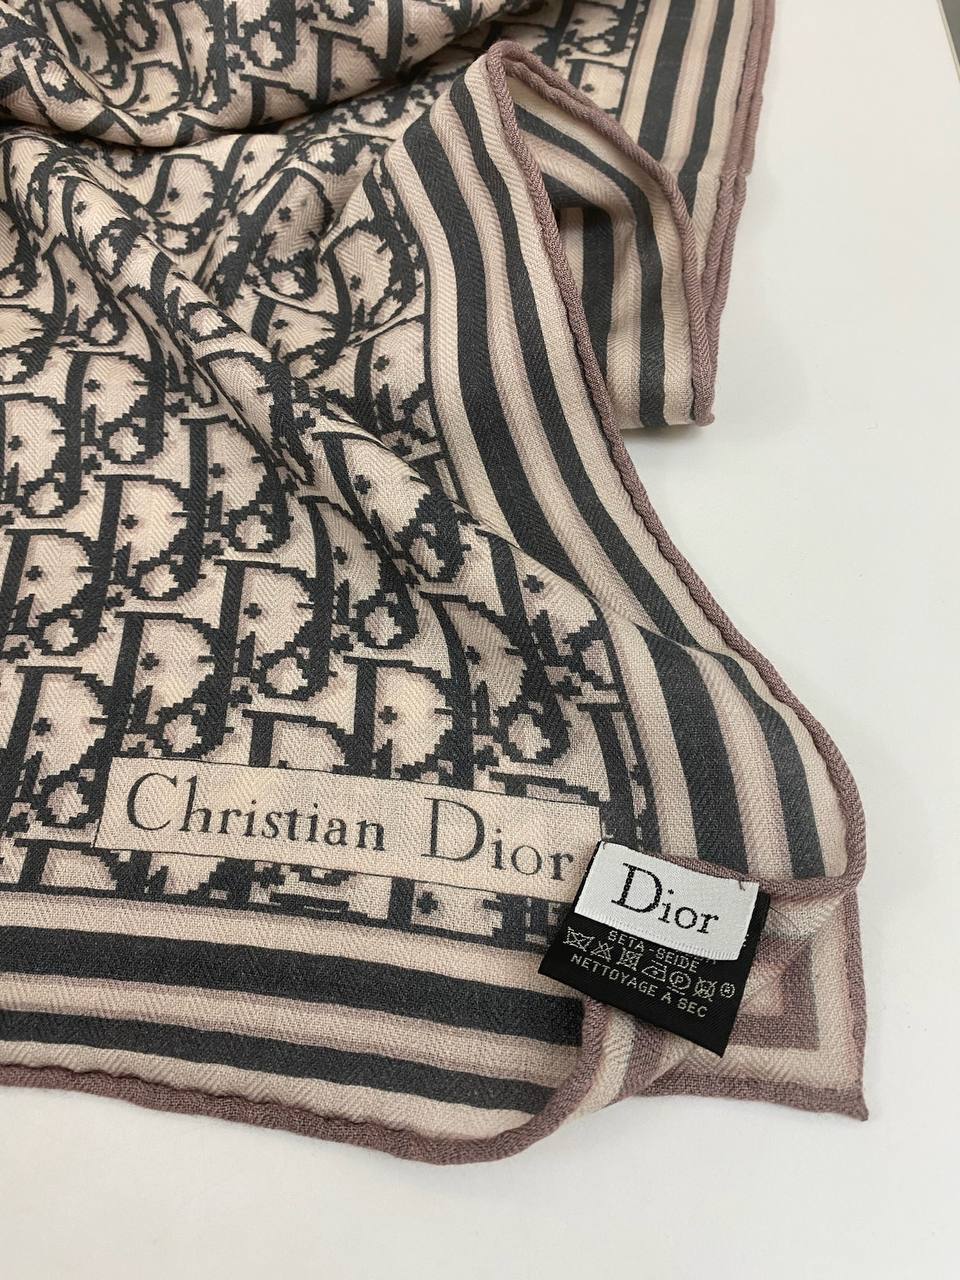 Christian Dior
Dior
SETA-SEIDE
NETTOYAGE A SEC